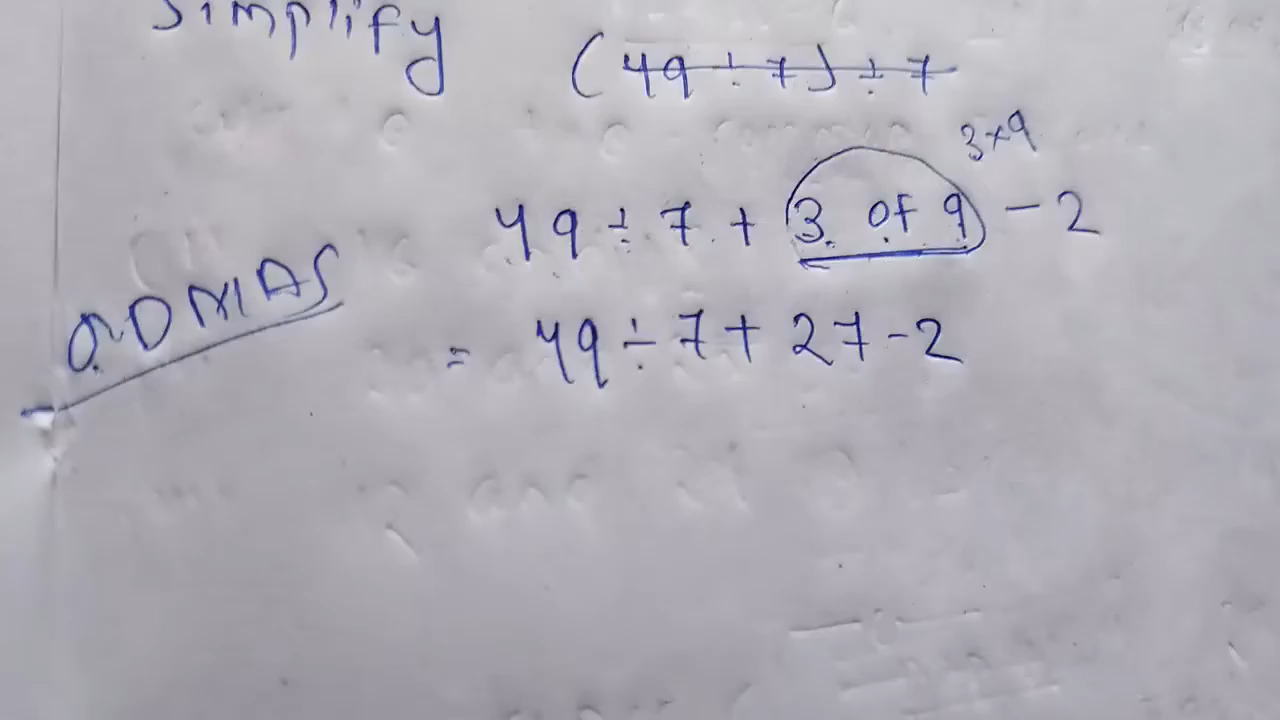 Simplify
(49 ÷ 7) ÷ 7
3×9
49 ÷ 7 + (3 of 9) - 2
ODMAS
= 49 ÷ 7 + 27 - 2